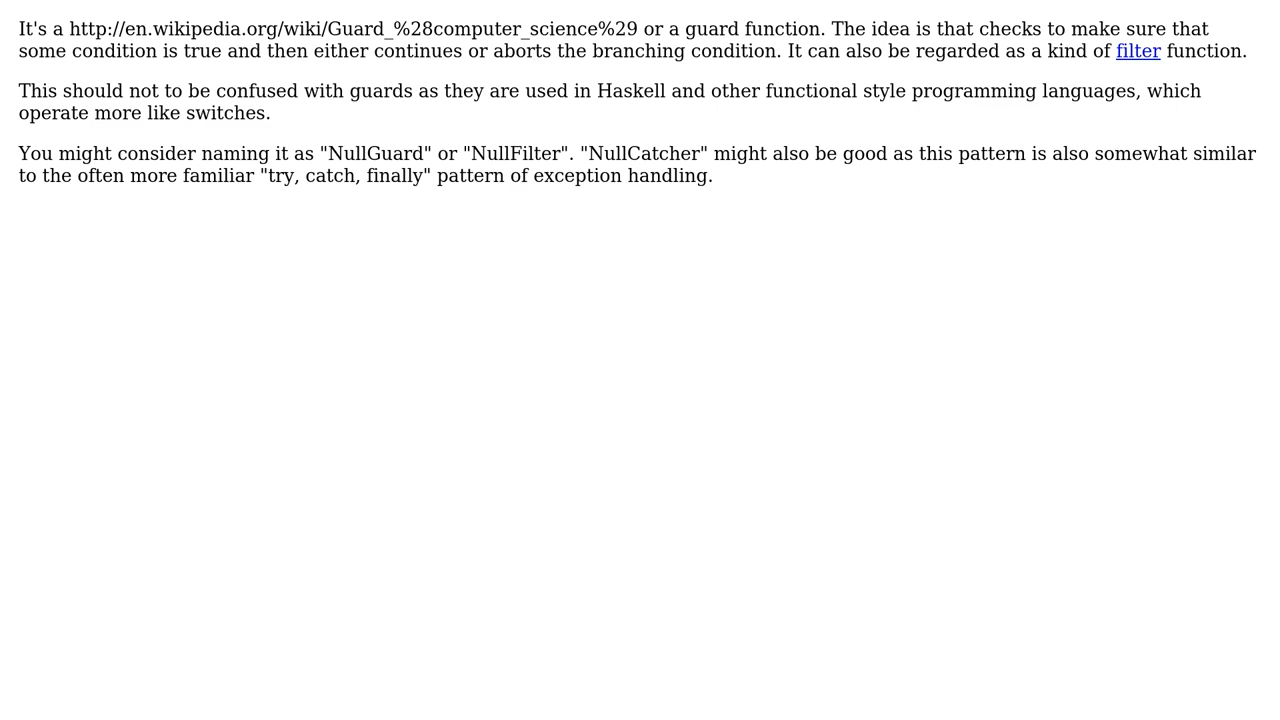 It's a http://en.wikipedia.org/wiki/Guard_%28computer_science%29 or a guard function. The idea is that checks to make sure that
some condition is true and then either continues or aborts the branching condition. It can also be regarded as a kind of filter function.
This should not to be confused with guards as they are used in Haskell and other functional style programming languages, which
operate more like switches.
You might consider naming it as "NullGuard" or "NullFilter". "NullCatcher" might also be good as this pattern is also somewhat similar
to the often more familiar "try, catch, finally" pattern of exception handling.